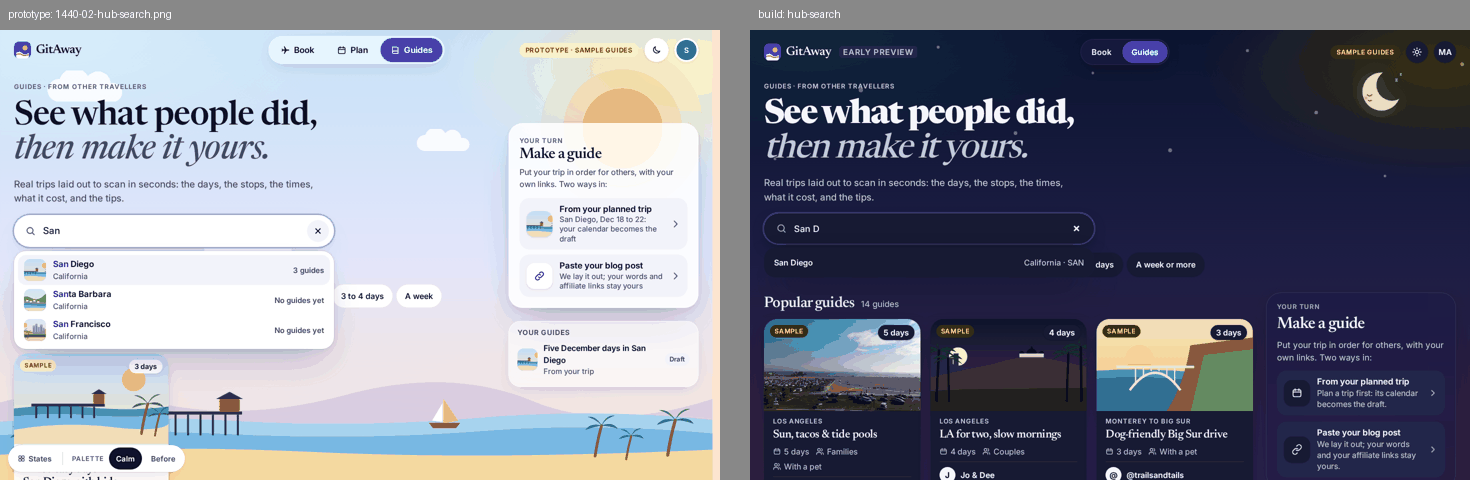 prototype: 1440-02-hub-search.png
GitAway
Book
Plan
Guides
PROTOTYPE · SAMPLE GUIDES
S
GUIDES · FROM OTHER TRAVELLERS
See what people did,
then make it yours.
Real trips laid out to scan in seconds: the days, the stops, the times,
what it cost, and the tips.
San
San Diego
California
3 guides
Santa Barbara
California
No guides yet
San Francisco
California
No guides yet
3 to 4 days
A week
YOUR TURN
Make a guide
Put your trip in order for others, with your
own links. Two ways in:
From your planned trip
San Diego, Dec 18 to 22:
your calendar becomes the
draft
Paste your blog post
We lay it out; your words and
affiliate links stay yours
YOUR GUIDES
Five December days in San
Diego
From your trip
Draft
SAMPLE
3 days
States
PALETTE
Calm
Before
build: hub-search
GitAway
EARLY PREVIEW
Book
Guides
SAMPLE GUIDES
MA
GUIDES · FROM OTHER TRAVELLERS
See what people did,
then make it yours.
Real trips laid out to scan in seconds: the days, the stops, the times,
what it cost, and the tips.
San D
San Diego
California · SAN
days
A week or more
Popular guides
14 guides
SAMPLE
5 days
LOS ANGELES
Sun, tacos & tide pools
5 days
Families
With a pet
SAMPLE
4 days
LOS ANGELES
LA for two, slow mornings
4 days
Couples
J
Jo & Dee
SAMPLE
3 days
MONTEREY TO BIG SUR
Dog-friendly Big Sur drive
3 days
With a pet
@
@trailsandtails
YOUR TURN
Make a guide
Put your trip in order for others, with your
own links. Two ways in:
From your planned trip
Plan a trip first: its calendar
becomes the draft.
Paste your blog post
We lay it out; your words
and your affiliate links stay
yours.